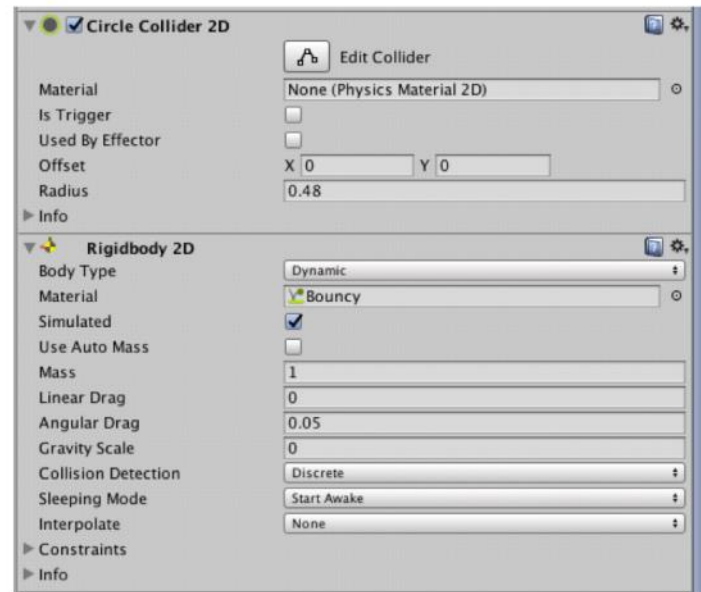 Circle Collider 2D
Edit Collider
Material None (Physics Material 2D)
Is Trigger
Used By Effector
Offset X 0 Y 0
Radius 0.48
Info
Rigidbody 2D
Body Type Dynamic
Material Bouncy
Simulated
Use Auto Mass
Mass 1
Linear Drag 0
Angular Drag 0.05
Gravity Scale 0
Collision Detection Discrete
Sleeping Mode Start Awake
Interpolate None
Constraints
Info